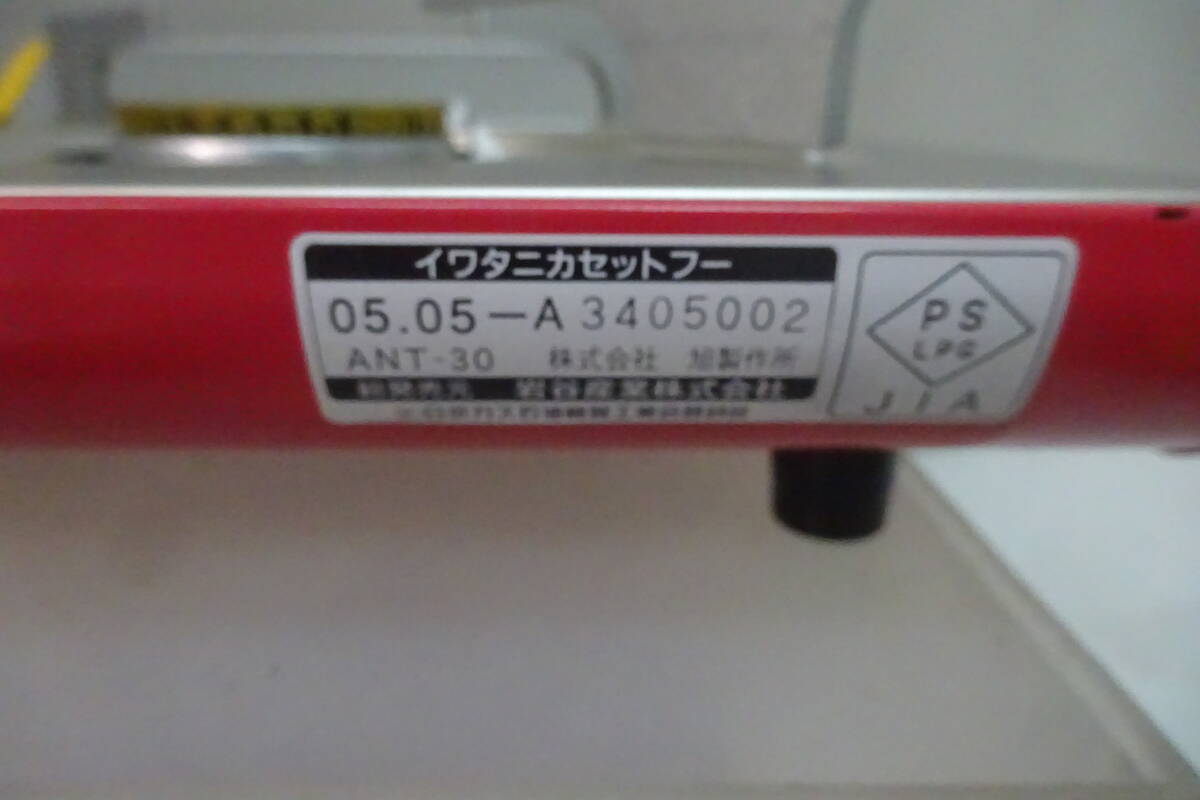 イワタニカセットフー
05.05-A 3405002
ANT-30 株式会社 旭製作所
総発売元 岩谷産業株式会社
PS
LPG
JIA